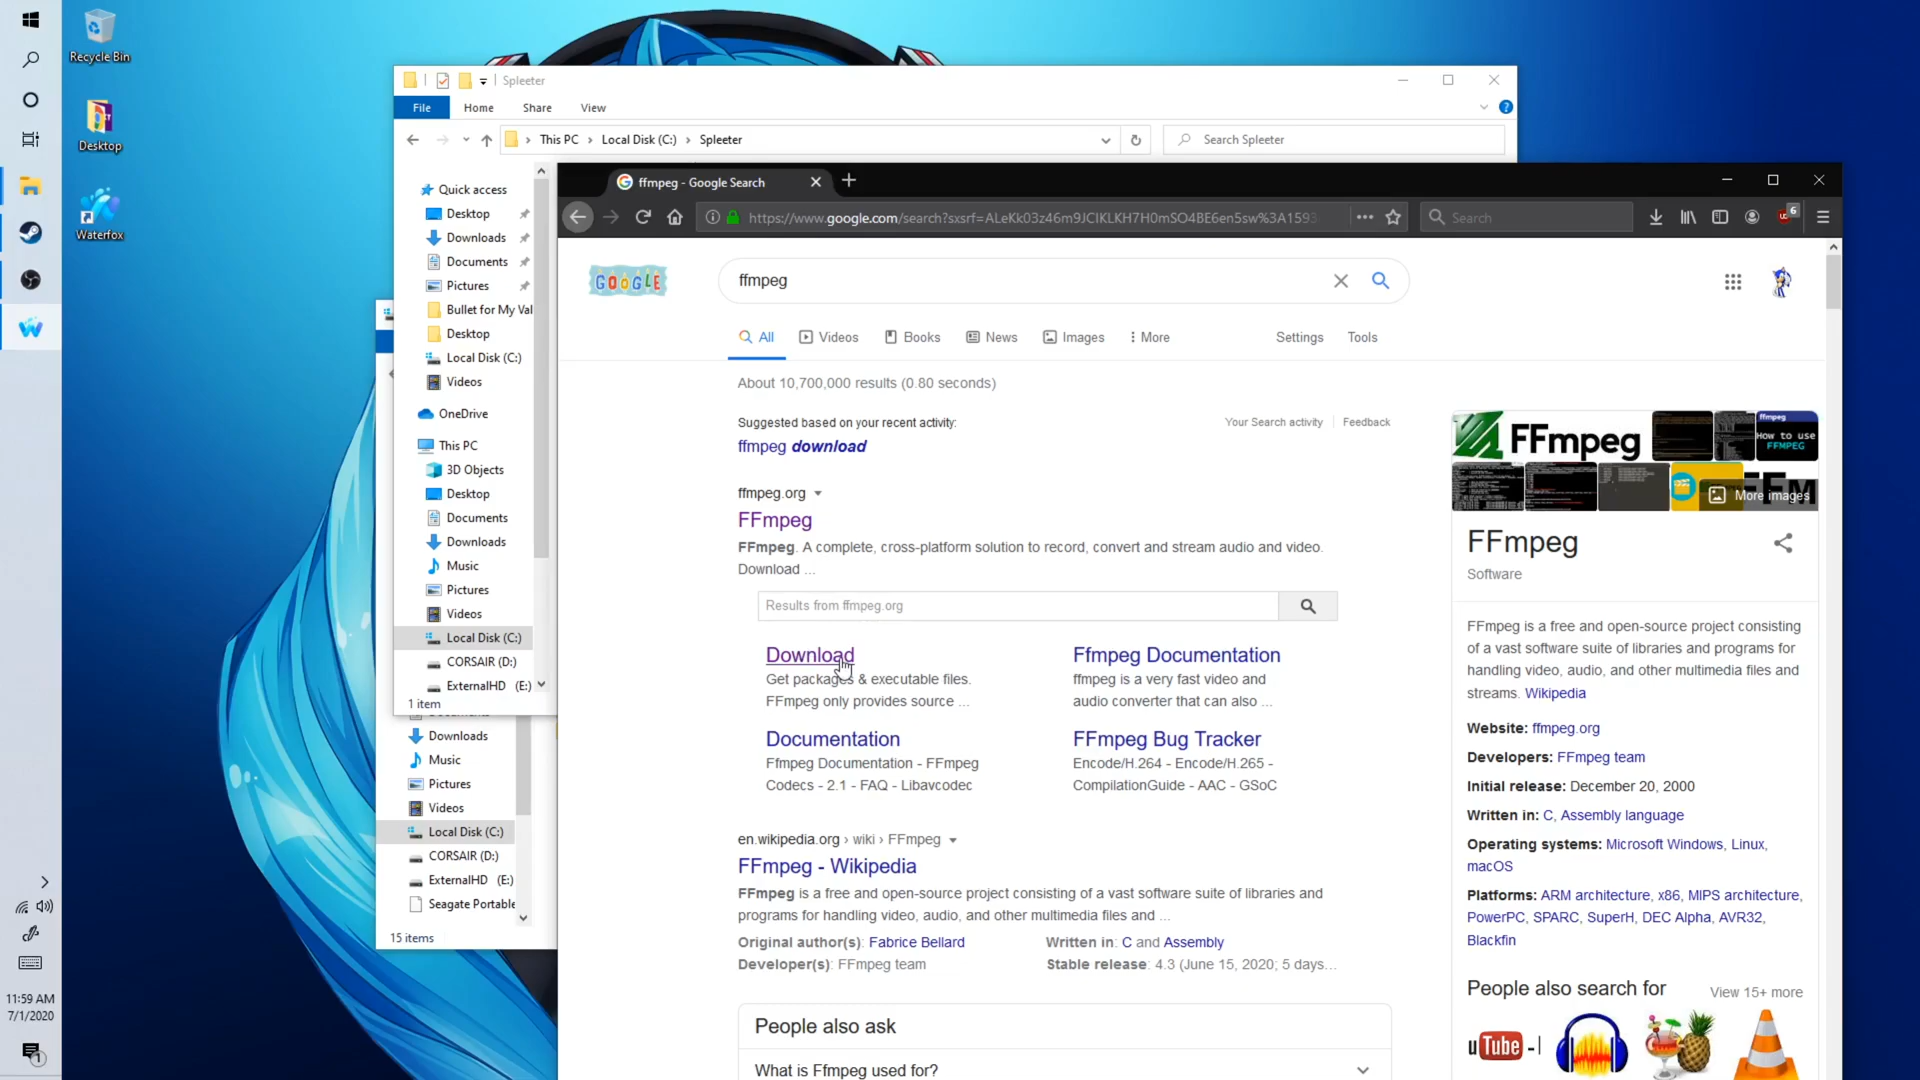 Recycle Bin
Desktop
Waterfox
11:59 AM
7/1/2020
1
Spleeter
File
Home
Share
View
This PC
Local Disk (C:)
Spleeter
Search Spleeter
Quick access
Desktop
Downloads
Documents
Pictures
Bullet for My Val
Desktop
Local Disk (C:)
Videos
OneDrive
This PC
3D Objects
Desktop
Documents
Downloads
Music
Pictures
Videos
Local Disk (C:)
CORSAIR (D:)
ExternalHD (E:)
1 item
Downloads
Music
Pictures
Videos
Local Disk (C:)
CORSAIR (D:)
ExternalHD (E:)
Seagate Portable
15 items
ffmpeg - Google Search
https://www.google.com/search?sxsrf=ALeKk03z46m9JCIKLKH7H0mSO4BE6en5sw%3A1593
Search
6
GOOGLE
ffmpeg
All
Videos
Books
News
Images
More
Settings
Tools
About 10,700,000 results (0.80 seconds)
Suggested based on your recent activity:
Your Search activity
Feedback
ffmpeg download
ffmpeg.org
FFmpeg
FFmpeg. A complete, cross-platform solution to record, convert and stream audio and video.
Download ...
Results from ffmpeg.org
Download
Get packages & executable files.
FFmpeg only provides source ...
Ffmpeg Documentation
ffmpeg is a very fast video and
audio converter that can also ...
Documentation
Ffmpeg Documentation - FFmpeg
Codecs - 2.1 - FAQ - Libavcodec
FFmpeg Bug Tracker
Encode/H.264 - Encode/H.265 -
CompilationGuide - AAC - GSoC
en.wikipedia.org › wiki › FFmpeg
FFmpeg - Wikipedia
FFmpeg is a free and open-source project consisting of a vast software suite of libraries and
programs for handling video, audio, and other multimedia files and ...
Original author(s): Fabrice Bellard
Written in: C and Assembly
Developer(s): FFmpeg team
Stable release: 4.3 (June 15, 2020; 5 days...
People also ask
What is Ffmpeg used for?
FFmpeg
ffmpeg
How to use
FFMPEG
More images
FFmpeg
Software
FFmpeg is a free and open-source project consisting
of a vast software suite of libraries and programs for
handling video, audio, and other multimedia files and
streams. Wikipedia
Website: ffmpeg.org
Developers: FFmpeg team
Initial release: December 20, 2000
Written in: C, Assembly language
Operating systems: Microsoft Windows, Linux,
macOS
Platforms: ARM architecture, x86, MIPS architecture,
PowerPC, SPARC, SuperH, DEC Alpha, AVR32,
Blackfin
People also search for
View 15+ more
uTube - l